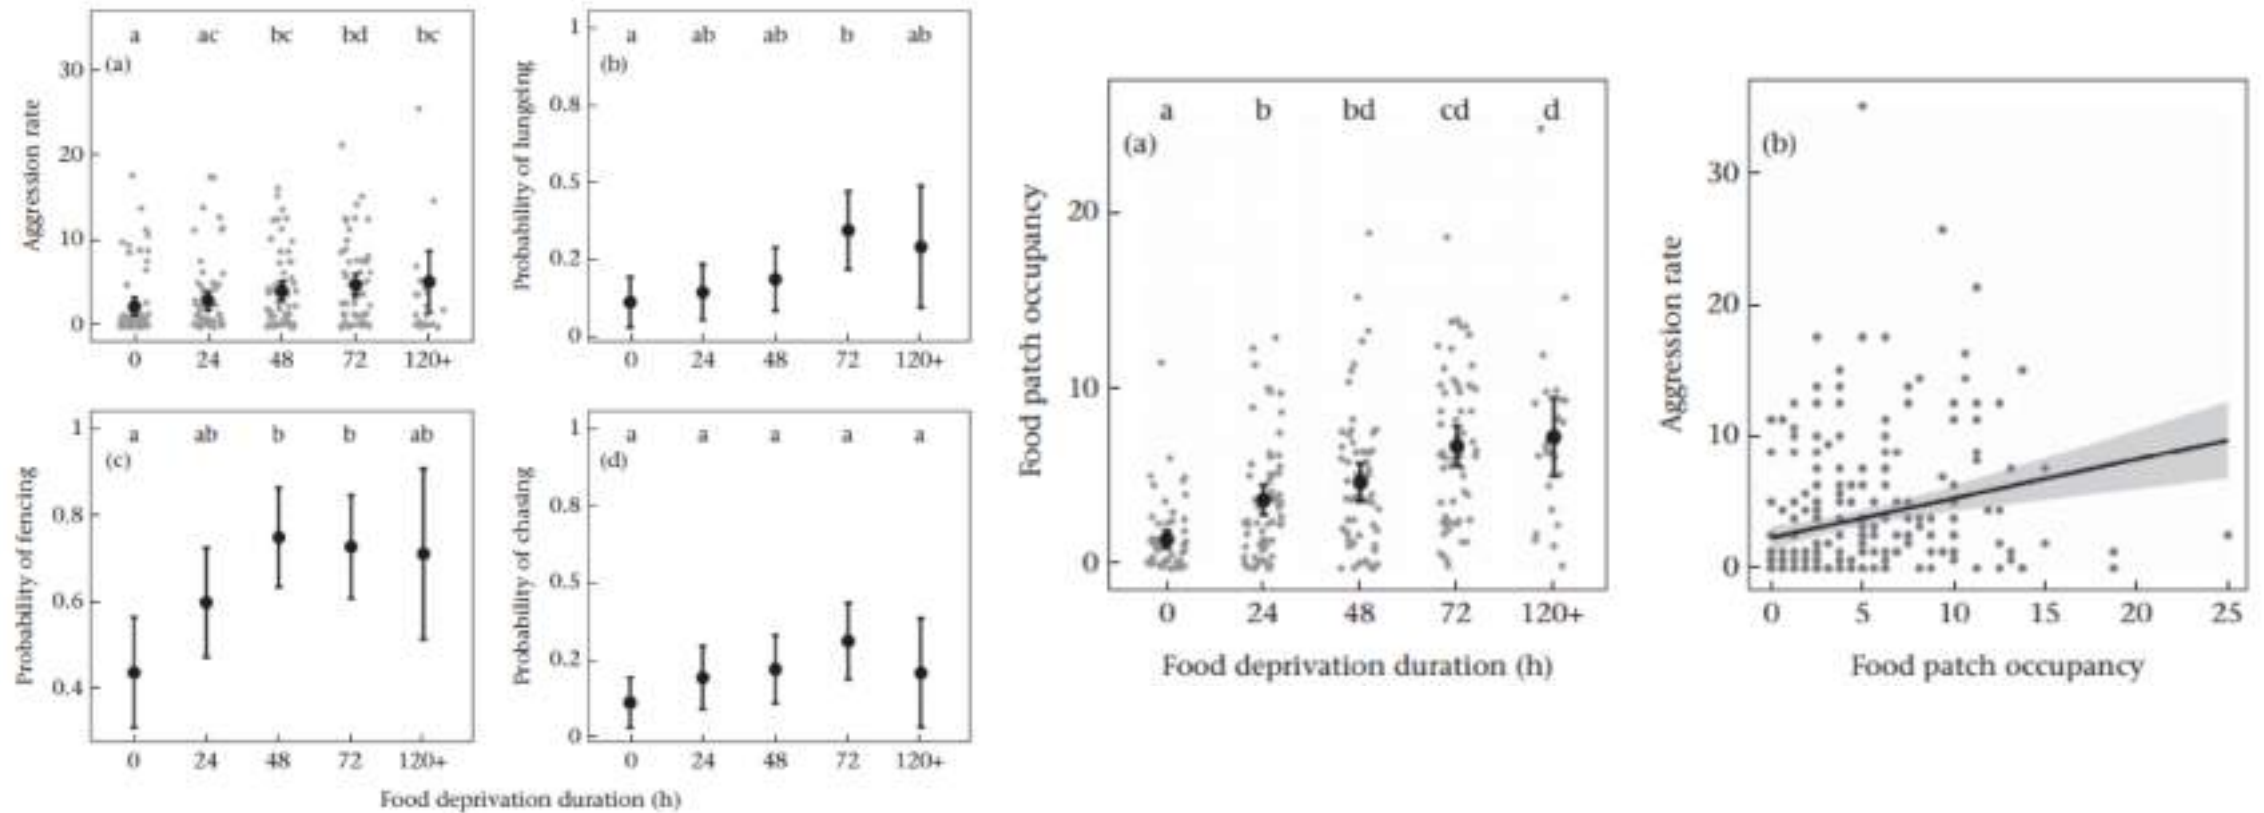 a ac bc bd bc
(a)
30
20
10
0
Aggression rate
0 24 48 72 120+
a ab ab b ab
(b)
1
0.8
0.5
0.2
0
Probability of lungeing
0 24 48 72 120+
a ab b b ab
(c)
1
0.8
0.6
0.4
Probability of fencing
0 24 48 72 120+
a a a a a
(d)
1
0.8
0.5
0.2
0
Probability of chasing
0 24 48 72 120+
Food deprivation duration (h)
a b bd cd d
(a)
20
10
0
Food patch occupancy
0 24 48 72 120+
Food deprivation duration (h)
(b)
30
20
10
0
Aggression rate
0 5 10 15 20 25
Food patch occupancy